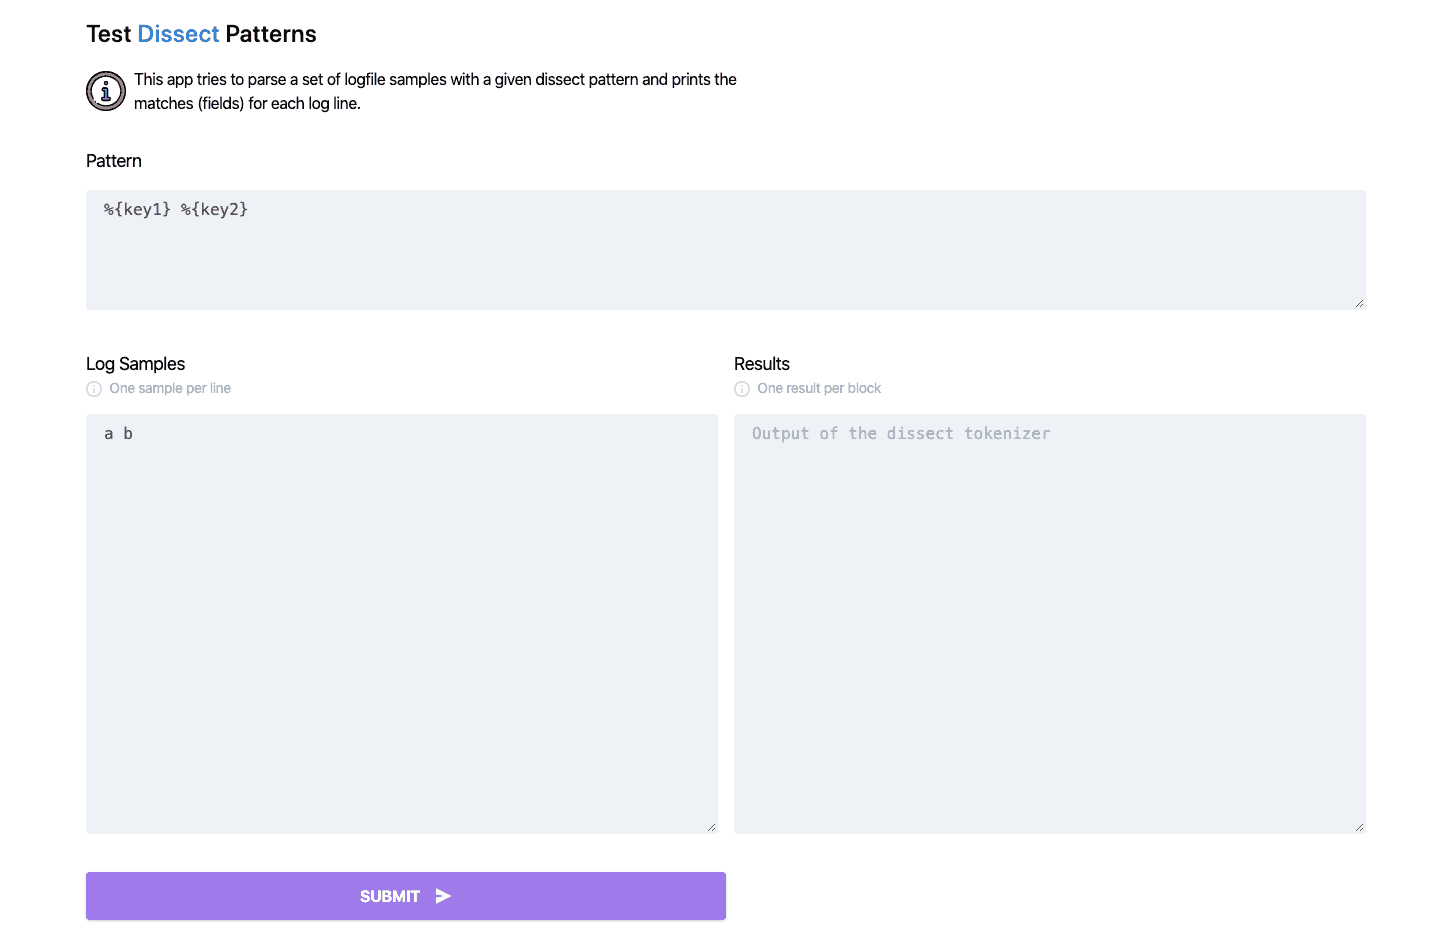 Test Dissect Patterns
This app tries to parse a set of logfile samples with a given dissect pattern and prints the
matches (fields) for each log line.
Pattern
%{key1} %{key2}
Log Samples
One sample per line
a b
Results
One result per block
Output of the dissect tokenizer
SUBMIT